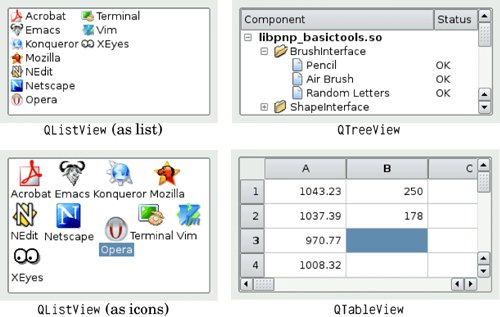 Acrobat Terminal
Emacs Vim
Konqueror XEyes
Mozilla
NEdit
Netscape
Opera
QListView (as list)
Component Status
libpnp_basictools.so
BrushInterface
Pencil OK
Air Brush OK
Random Letters OK
ShapeInterface
QTreeView
Acrobat Emacs Konqueror Mozilla
NEdit Netscape Opera Terminal Vim
XEyes
QListView (as icons)
A B C
1 1043.23 250
2 1037.39 178
3 970.77
4 1008.32
QTableView